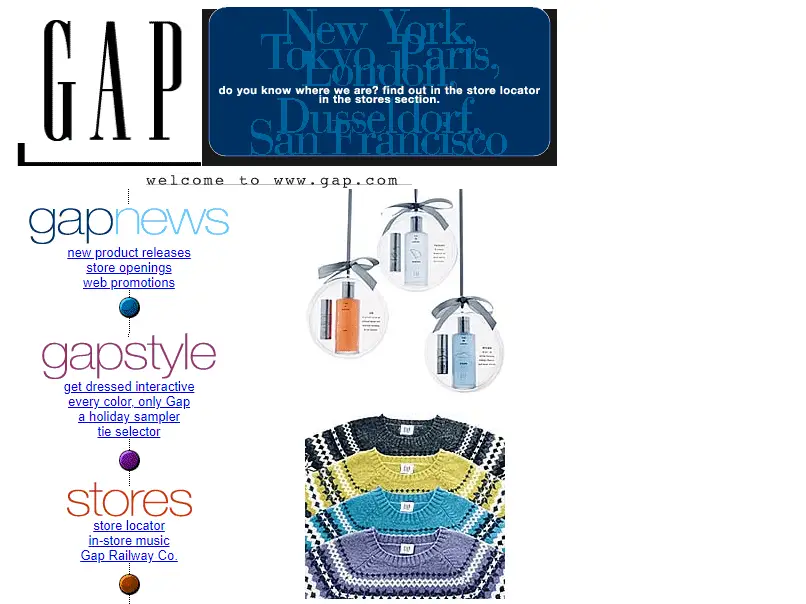 GAP
New York,
Tokyo, Paris,
London,
do you know where we are? find out in the store locator
in the stores section.
Dusseldorf,
San Francisco
welcome to www.gap.com
gapnews
new product releases
store openings
web promotions
gapstyle
get dressed interactive
every color, only Gap
a holiday sampler
tie selector
stores
store locator
in-store music
Gap Railway Co.